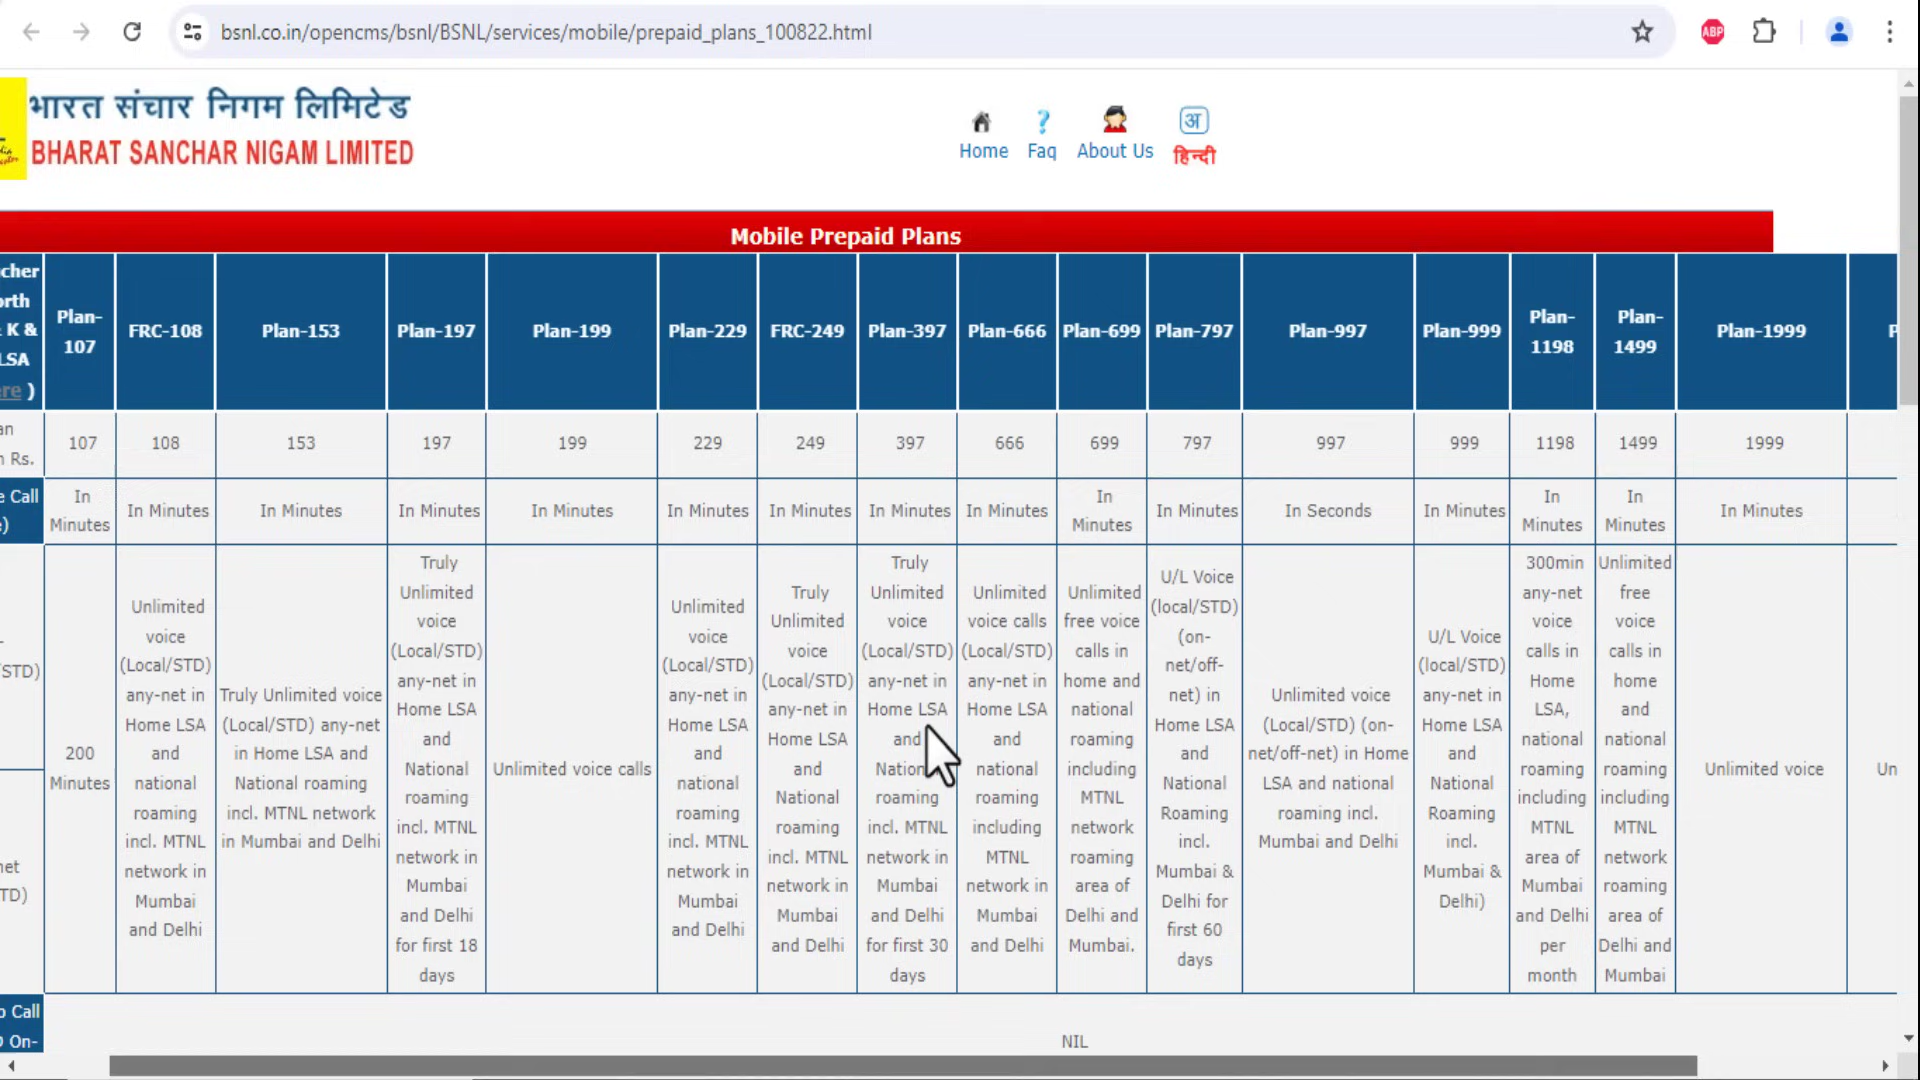 bsnl.co.in/opencms/bsnl/BSNL/services/mobile/prepaid_plans_100822.html
ABP
भारत संचार निगम लिमिटेड
BHARAT SANCHAR NIGAM LIMITED
?
अ
Home
Faq
About Us
हिन्दी
Mobile Prepaid Plans
cher
orth
K &
LSA
ere )
Plan-
107
FRC-108
Plan-153
Plan-197
Plan-199
Plan-229
FRC-249
Plan-397
Plan-666
Plan-699
Plan-797
Plan-997
Plan-999
Plan-
1198
Plan-
1499
Plan-1999
P
an
n Rs.
107
108
153
197
199
229
249
397
666
699
797
997
999
1198
1499
1999
e Call
e)
In
Minutes
In Minutes
In Minutes
In Minutes
In Minutes
In Minutes
In Minutes
In Minutes
In Minutes
In
Minutes
In Minutes
In Seconds
In Minutes
In
Minutes
In
Minutes
In Minutes
STD)
net
TD)
200
Minutes
Unlimited
voice
(Local/STD)
any-net in
Home LSA
and
national
roaming
incl. MTNL
network in
Mumbai
and Delhi
Truly Unlimited voice
(Local/STD) any-net
in Home LSA and
National roaming
incl. MTNL network
in Mumbai and Delhi
Truly
Unlimited
voice
(Local/STD)
any-net in
Home LSA
and
National
roaming
incl. MTNL
network in
Mumbai
and Delhi
for first 18
days
Unlimited voice calls
Unlimited
voice
(Local/STD)
any-net in
Home LSA
and
national
roaming
incl. MTNL
network in
Mumbai
and Delhi
Truly
Unlimited
voice
(Local/STD)
any-net in
Home LSA
and
National
roaming
incl. MTNL
network in
Mumbai
and Delhi
Truly
Unlimited
voice
(Local/STD)
any-net in
Home LSA
and
Nation
roaming
incl. MTNL
network in
Mumbai
and Delhi
for first 30
days
Unlimited
voice calls
(Local/STD)
any-net in
Home LSA
and
national
roaming
including
MTNL
network in
Mumbai
and Delhi
Unlimited
free voice
calls in
home and
national
roaming
including
MTNL
network
roaming
area of
Delhi and
Mumbai.
U/L Voice
(local/STD)
(on-
net/off-
net) in
Home LSA
and
National
Roaming
incl.
Mumbai &
Delhi for
first 60
days
Unlimited voice
(Local/STD) (on-
net/off-net) in Home
LSA and national
roaming incl.
Mumbai and Delhi
U/L Voice
(local/STD)
any-net in
Home LSA
and
National
Roaming
incl.
Mumbai &
Delhi)
300min
any-net
voice
calls in
Home
LSA,
national
roaming
including
MTNL
area of
Mumbai
and Delhi
per
month
Unlimited
free
voice
calls in
home
and
national
roaming
including
MTNL
network
roaming
area of
Delhi and
Mumbai
Unlimited voice
Un
o Call
On-
NIL